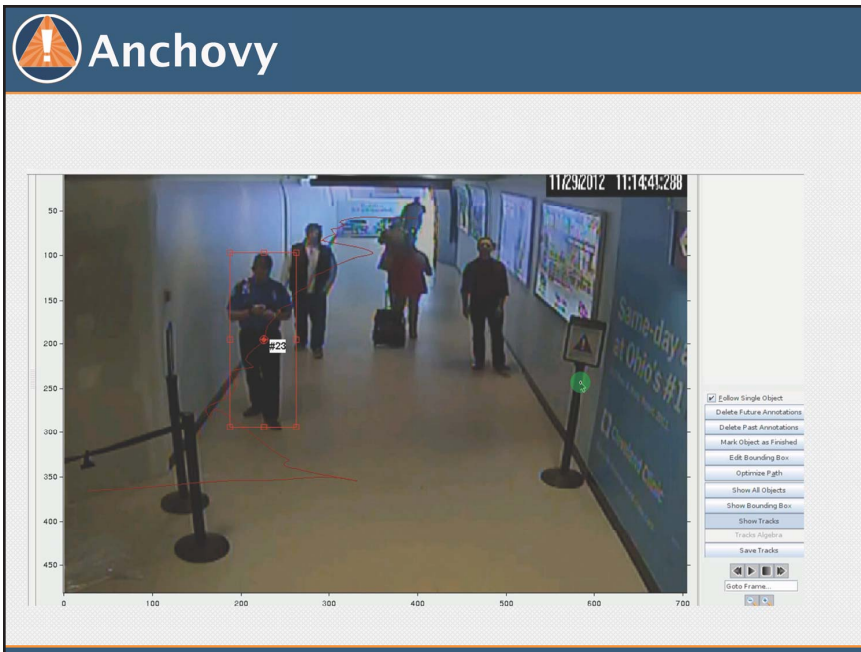 Anchovy
11/29/2012 11:14:41:288
50
100
150
200
250
300
350
400
450
0
100
200
300
400
500
600
700
#23
Same-day a
at Ohio's #1
Cleveland Clinic
Follow Single Object
Delete Future Annotations
Delete Past Annotations
Mark Object as Finished
Edit Bounding Box
Optimize Path
Show All Objects
Show Bounding Box
Show Tracks
Tracks Algebra
Save Tracks
Goto Frame...